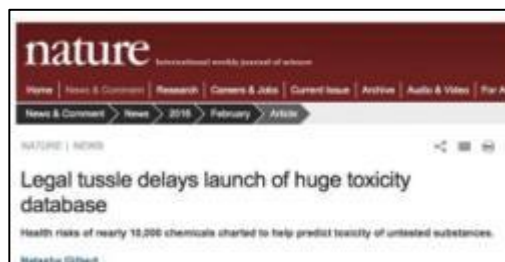 nature International weekly journal of science
Home | News & Comment | Research | Careers & Jobs | Current Issue | Archive | Audio & Video | For A
News & Comment News 2016 February Article
NATURE | NEWS
Legal tussle delays launch of huge toxicity
database
Health risks of nearly 10,000 chemicals charted to help predict toxicity of untested substances.
Natasha Gilbert